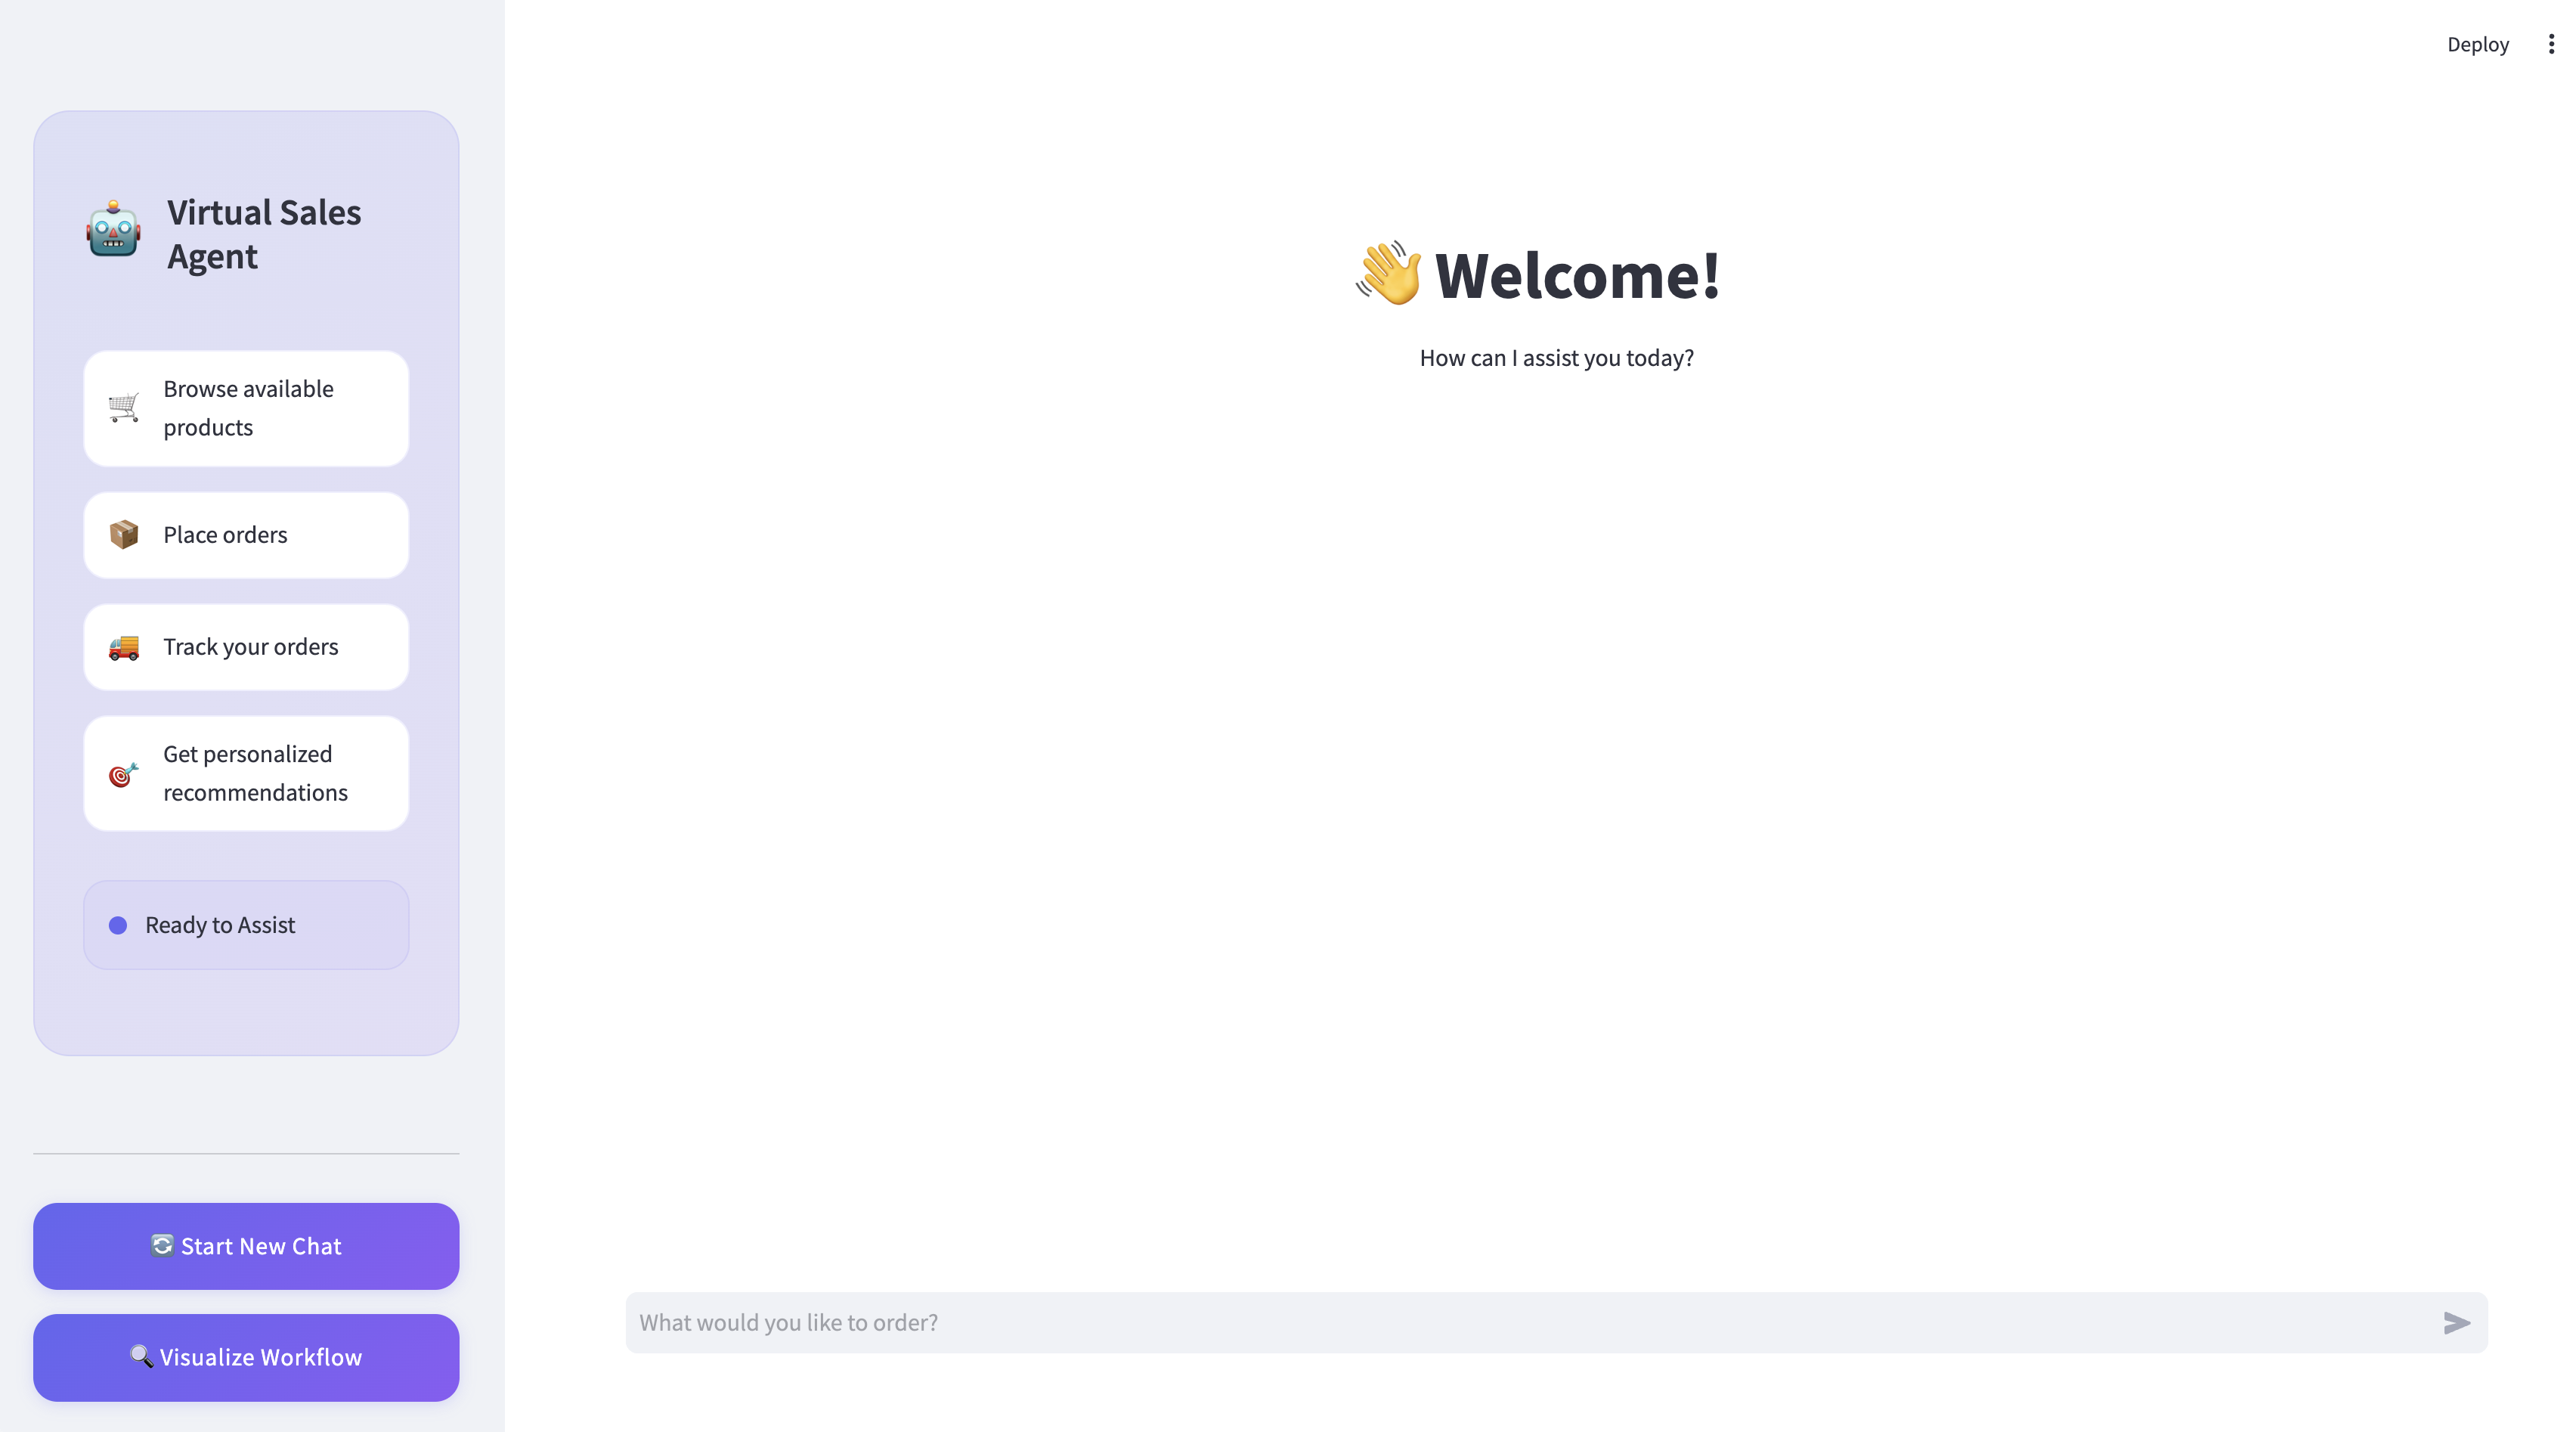 Deploy
Virtual Sales
Agent
Browse available
products
Place orders
Track your orders
Get personalized
recommendations
Ready to Assist
Start New Chat
Visualize Workflow
Welcome!
How can I assist you today?
What would you like to order?